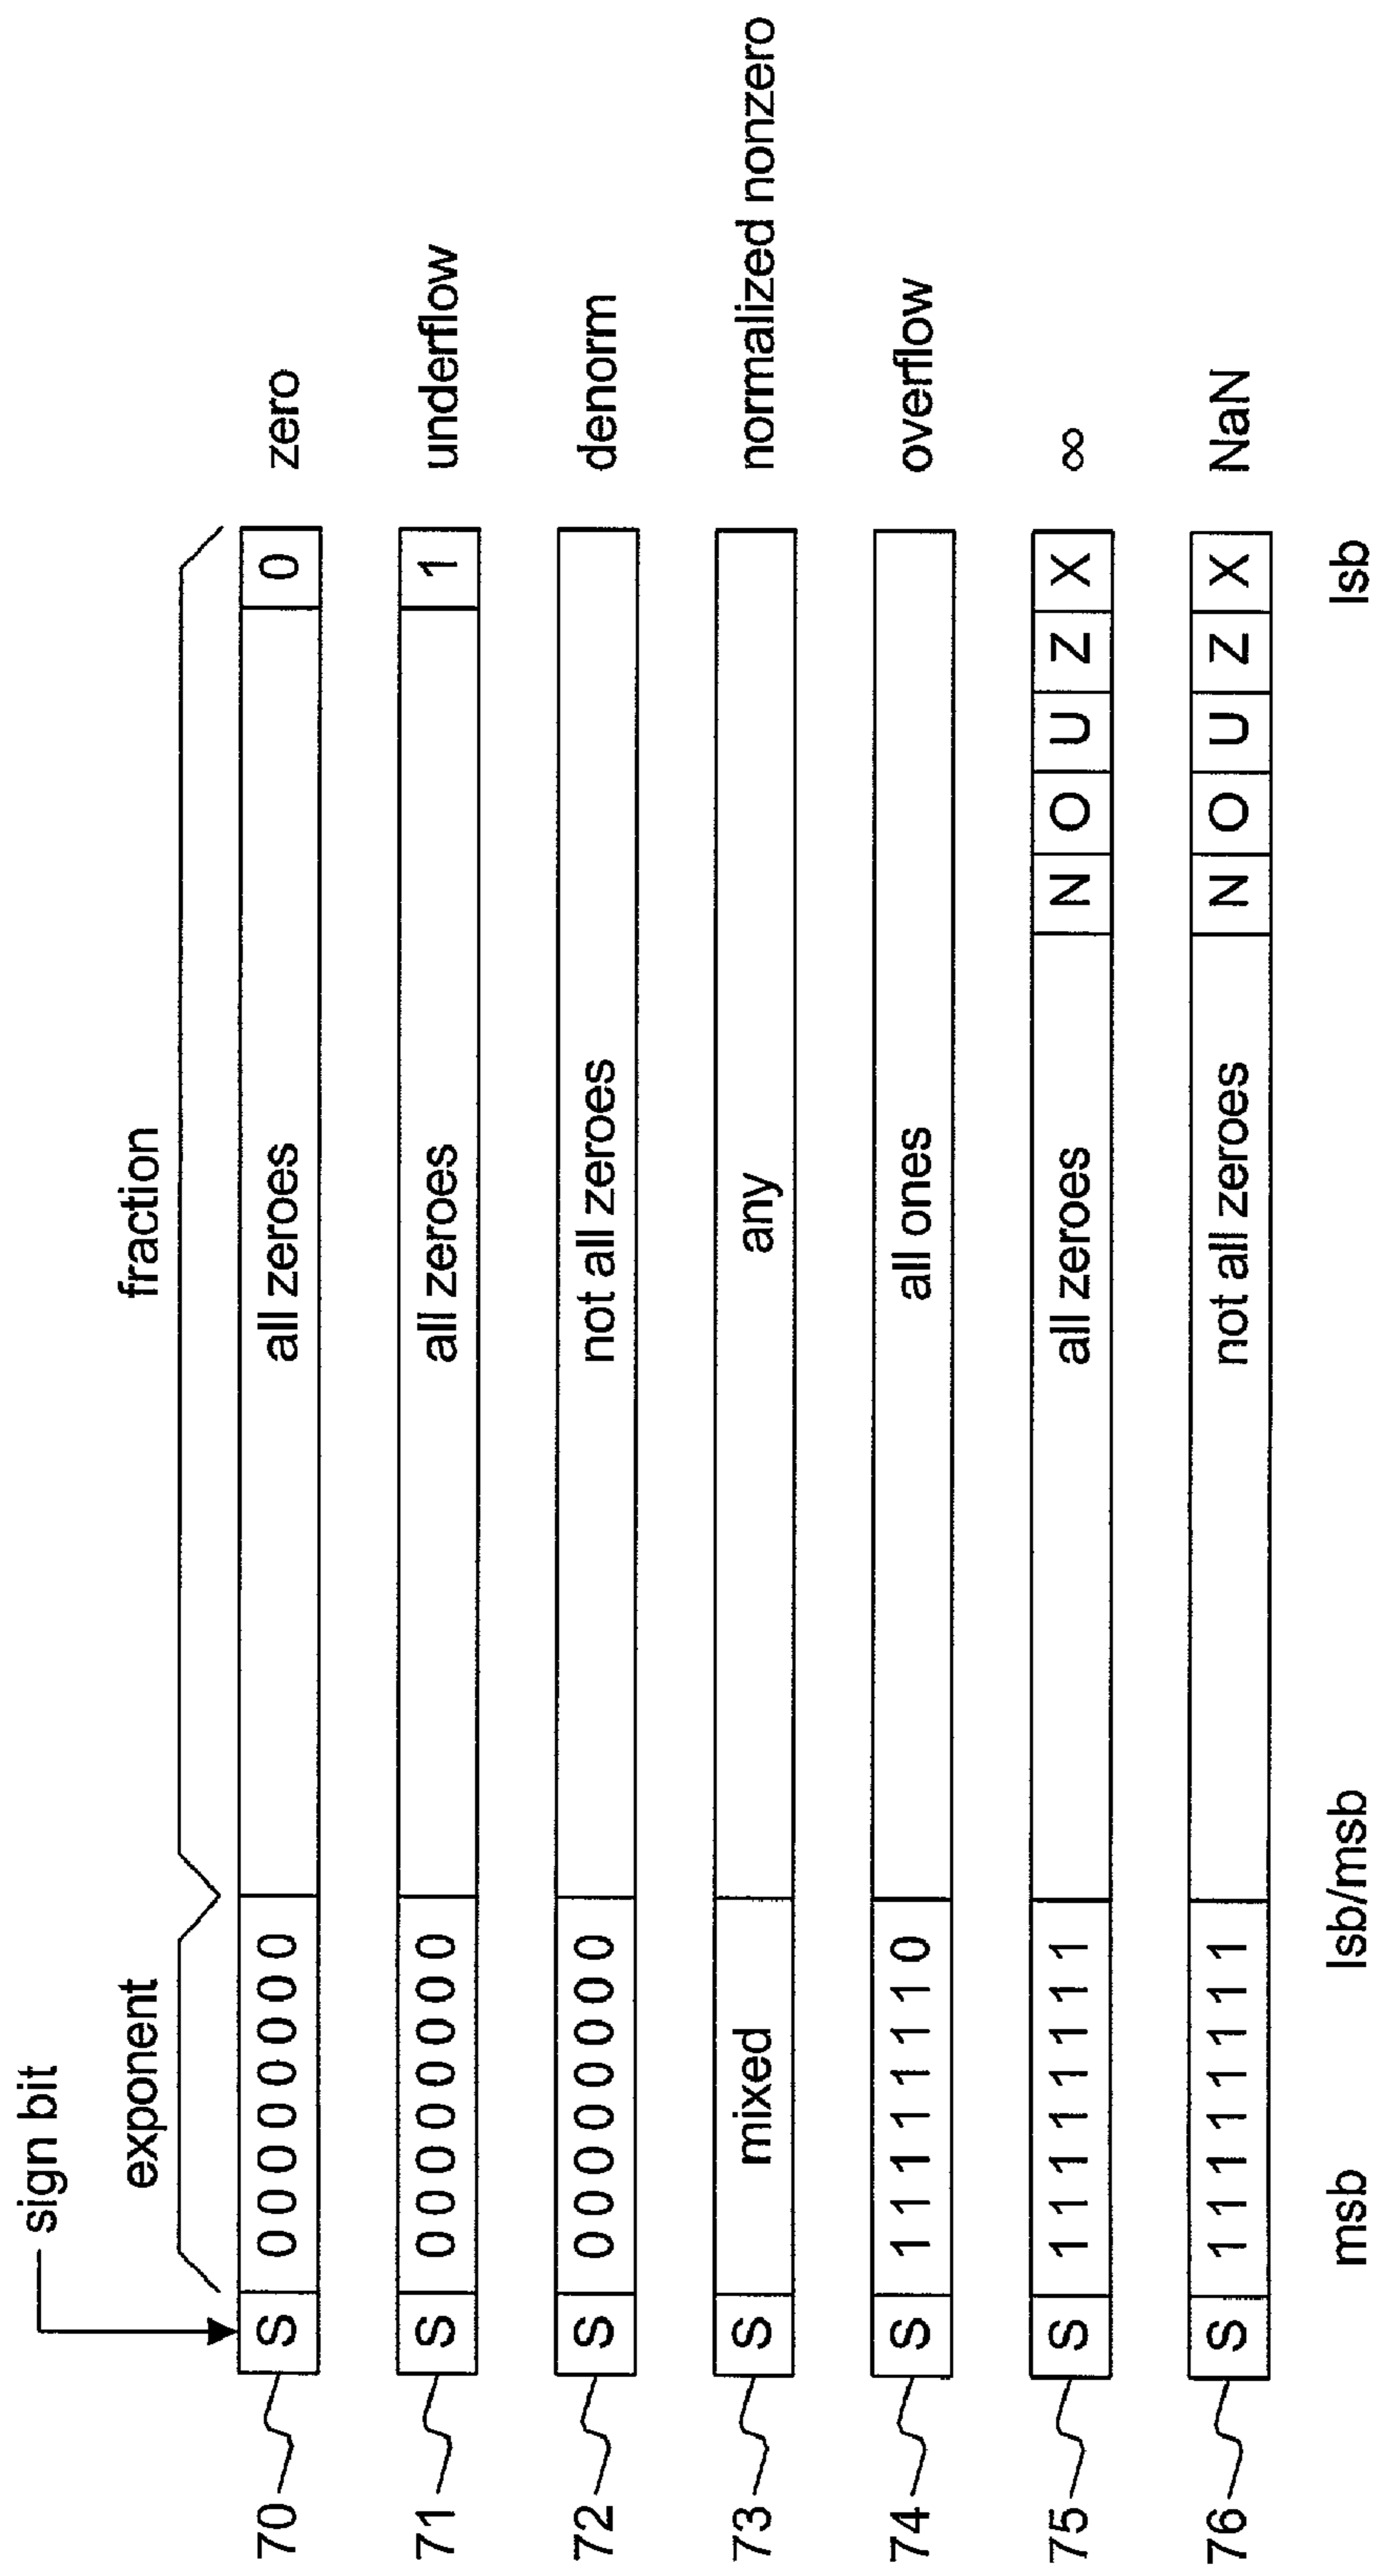 sign bit
exponent
fraction
70 S 0 0 0 0 0 0 0 0 all zeroes 0 zero
71 S 0 0 0 0 0 0 0 0 all zeroes 1 underflow
72 S 0 0 0 0 0 0 0 0 not all zeroes denorm
73 S mixed any normalized nonzero
74 S 1 1 1 1 1 1 1 0 all ones overflow
75 S 1 1 1 1 1 1 1 1 all zeroes N O U Z X ∞
76 S 1 1 1 1 1 1 1 1 not all zeroes N O U Z X NaN
msb lsb/msb lsb